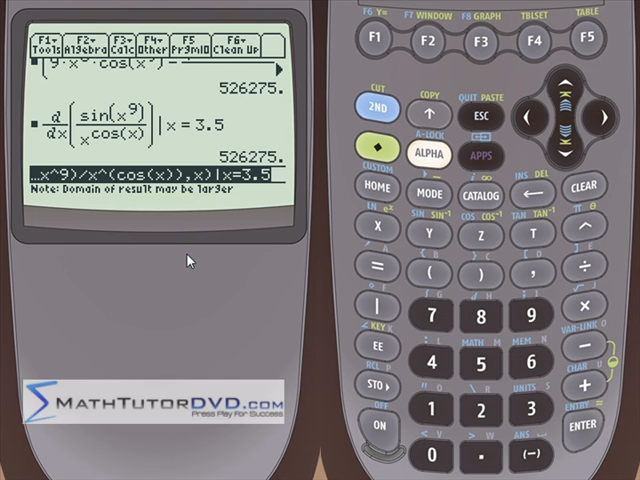 F1▾ F2▾ F3▾ F4▾ F5 F6▾
Tools Algebra Calc Other PrgmIO Clean Up
526275.
d/dx(sin(x^9)/x^cos(x))|x = 3.5
526275.
…x^9)/x^(cos(x)),x)|x=3.5
Note: Domain of result may be larger
MathTutorDVD.com
Press Play For Success
F6 Y= F7 WINDOW F8 GRAPH TBLSET TABLE
F1 F2 F3 F4 F5
CUT COPY QUIT PASTE
2ND ↑ ESC
A-LOCK
◆ ALPHA APPS
CUSTOM INS DEL
HOME MODE CATALOG ← CLEAR
LN SIN SIN⁻¹ COS COS⁻¹ TAN TAN⁻¹ π θ
X Y Z T ^
= ( ) , ÷
| 7 8 9 ×
KEY K L MATH M MEM N VAR-LINK O
EE 4 5 6 −
RCL P UNITS S CHAR U
STO▸ 1 2 3 +
OFF < V > W ANS ENTRY =
ON 0 . (−) ENTER